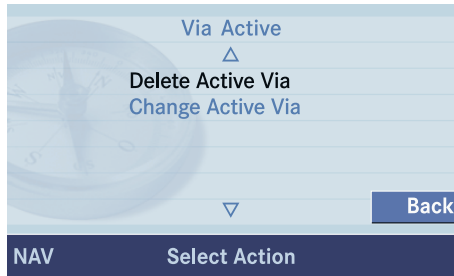 Via Active
Delete Active Via
Change Active Via
Back
NAV Select Action